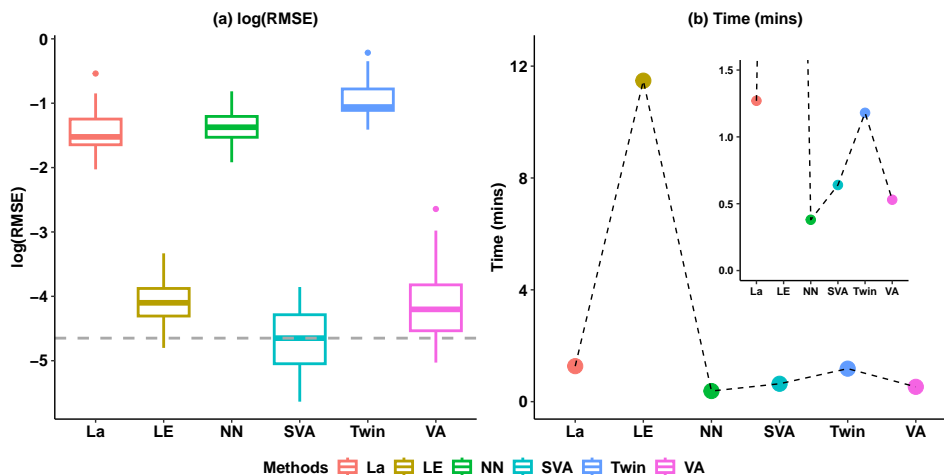 (a) log(RMSE)
(b) Time (mins)
log(RMSE)
0
−1
−2
−3
−4
−5
La LE NN SVA Twin VA
Time (mins)
12
8
4
0
La LE NN SVA Twin VA
1.5
1.0
0.5
0.0
La LE NN SVA Twin VA
Methods La LE NN SVA Twin VA